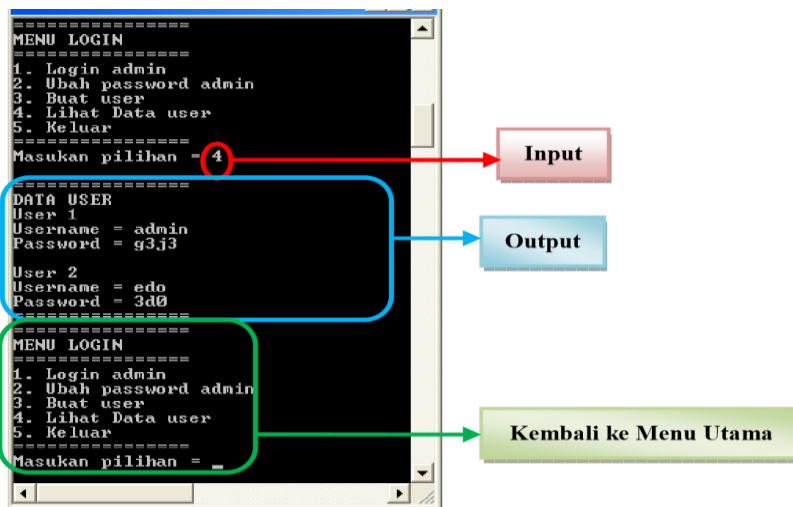 ================
MENU LOGIN
================
1. Login admin
2. Ubah password admin
3. Buat user
4. Lihat Data user
5. Keluar
================
Masukan pilihan = 4
================
DATA USER
User 1
Username = admin
Password = g3j3
User 2
Username = edo
Password = 3d0
================
================
MENU LOGIN
================
1. Login admin
2. Ubah password admin
3. Buat user
4. Lihat Data user
5. Keluar
================
Masukan pilihan = _
Input
Output
Kembali ke Menu Utama